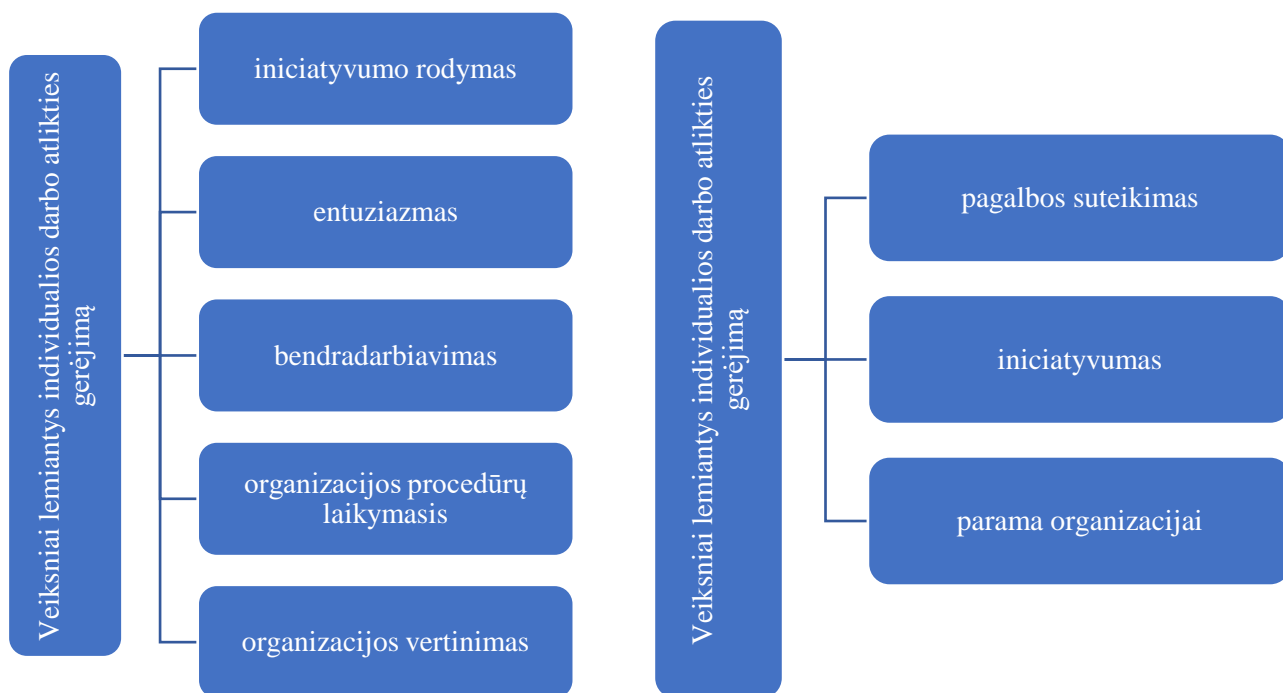 Veiksniai lemiantys individualios darbo atlikties
gerėjimą
iniciatyvumo rodymas
entuziazmas
bendradarbiavimas
organizacijos procedūrų
laikymasis
organizacijos vertinimas
Veiksniai lemiantys individualios darbo atlikties
gerėjimą
pagalbos suteikimas
iniciatyvumas
parama organizacijai